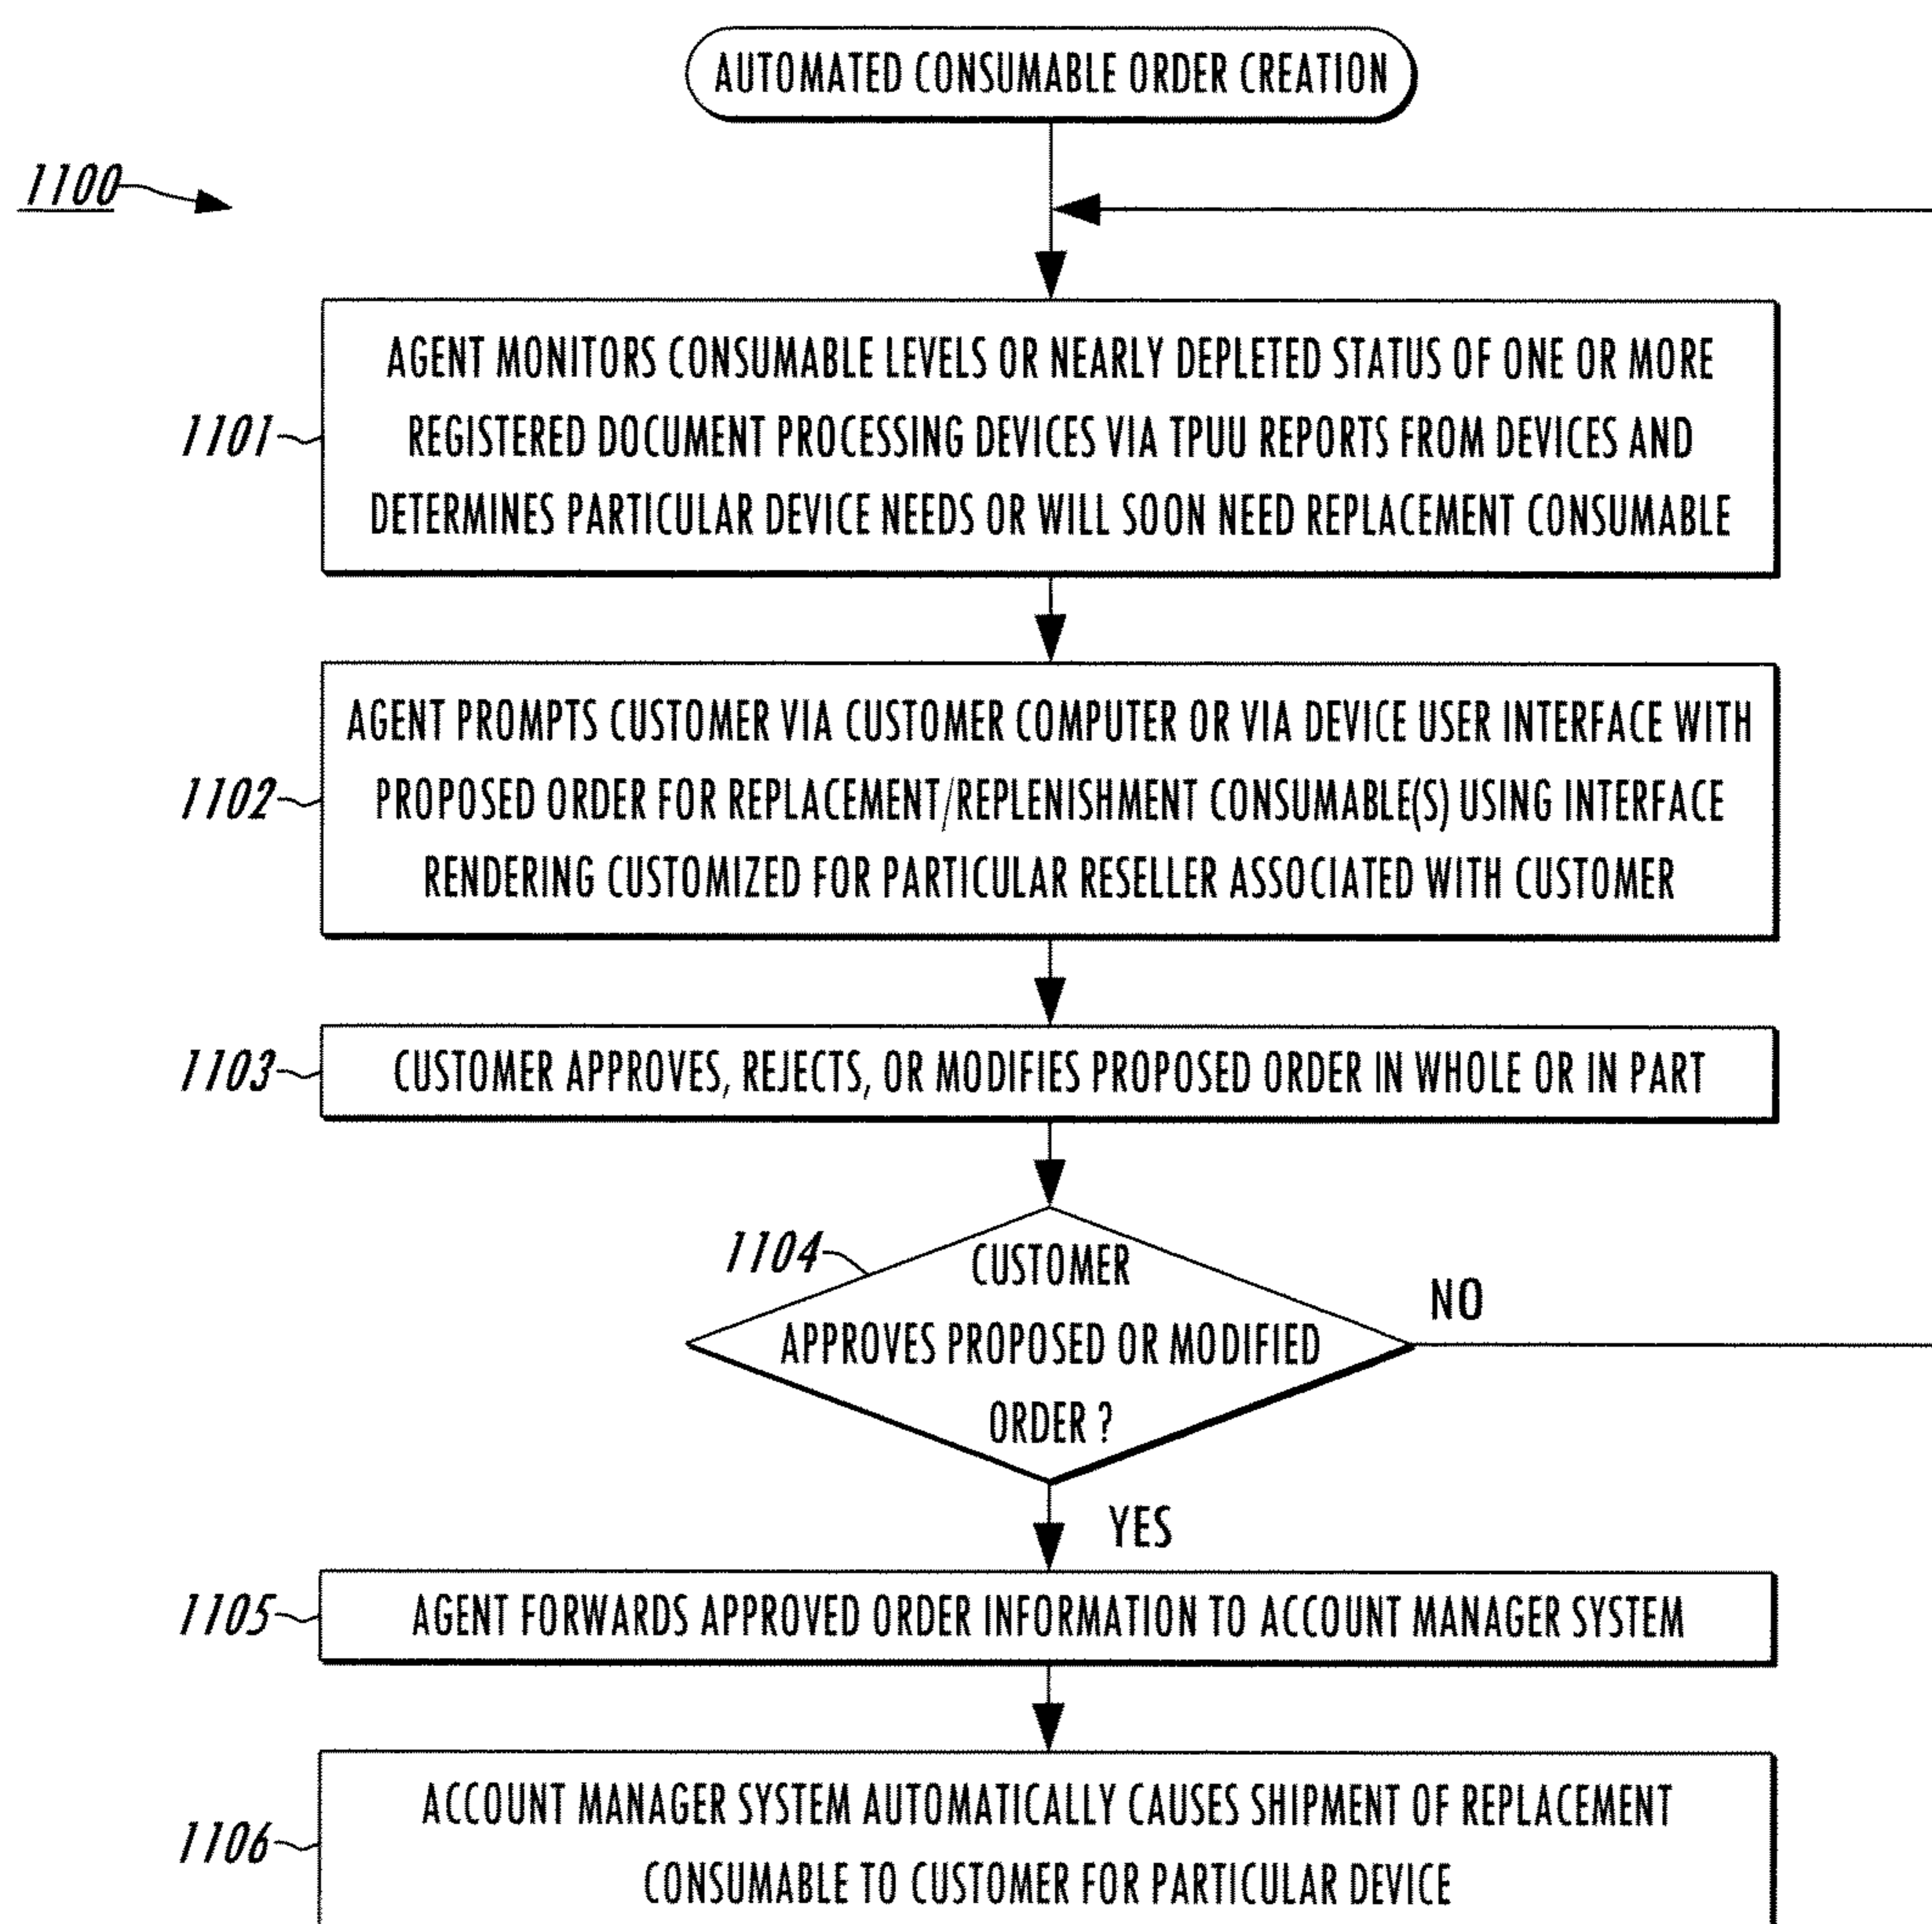 AUTOMATED CONSUMABLE ORDER CREATION
1100
AGENT MONITORS CONSUMABLE LEVELS OR NEARLY DEPLETED STATUS OF ONE OR MORE
1101
REGISTERED DOCUMENT PROCESSING DEVICES VIA TPUU REPORTS FROM DEVICES AND
DETERMINES PARTICULAR DEVICE NEEDS OR WILL SOON NEED REPLACEMENT CONSUMABLE
AGENT PROMPTS CUSTOMER VIA CUSTOMER COMPUTER OR VIA DEVICE USER INTERFACE WITH
1102
PROPOSED ORDER FOR REPLACEMENT/REPLENISHMENT CONSUMABLE(S) USING INTERFACE
RENDERING CUSTOMIZED FOR PARTICULAR RESELLER ASSOCIATED WITH CUSTOMER
1103
CUSTOMER APPROVES, REJECTS, OR MODIFIES PROPOSED ORDER IN WHOLE OR IN PART
1104
CUSTOMER
APPROVES PROPOSED OR MODIFIED
ORDER ?
NO
YES
1105
AGENT FORWARDS APPROVED ORDER INFORMATION TO ACCOUNT MANAGER SYSTEM
1106
ACCOUNT MANAGER SYSTEM AUTOMATICALLY CAUSES SHIPMENT OF REPLACEMENT
CONSUMABLE TO CUSTOMER FOR PARTICULAR DEVICE